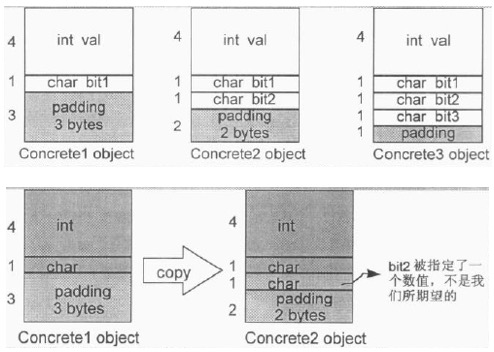 4 int val 4 int val 4 int val
1 char bit1 1 char bit1 1 char bit1
3 padding 1 char bit2 1 char bit2
3 bytes 2 padding 1 char bit3
2 bytes 1 padding
Concrete1 object Concrete2 object Concrete3 object
4 int 4 int
1 char copy 1 char
1 char
3 padding 2 padding
3 bytes 2 bytes
bit2 被指定了一
个数值，不是我
们所期望的
Concrete1 object Concrete2 object